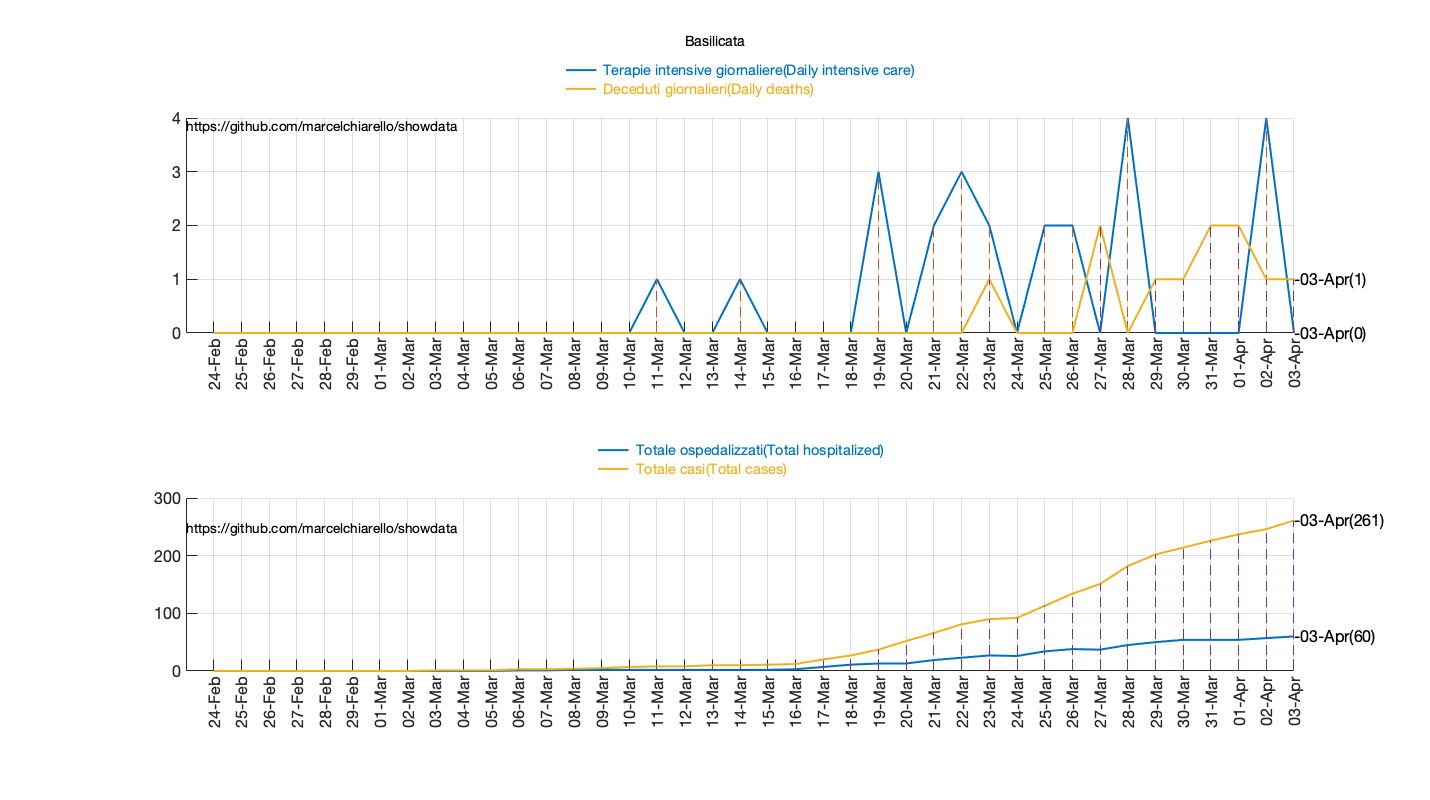 Basilicata
Terapie intensive giornaliere(Daily intensive care)
Deceduti giornalieri(Daily deaths)
4
https://github.com/marcelchiarello/showdata
3
2
1
-03-Apr(1)
0
-03-Apr(0)
24-Feb
25-Feb
26-Feb
27-Feb
28-Feb
29-Feb
01-Mar
02-Mar
03-Mar
04-Mar
05-Mar
06-Mar
07-Mar
08-Mar
09-Mar
10-Mar
11-Mar
12-Mar
13-Mar
14-Mar
15-Mar
16-Mar
17-Mar
18-Mar
19-Mar
20-Mar
21-Mar
22-Mar
23-Mar
24-Mar
25-Mar
26-Mar
27-Mar
28-Mar
29-Mar
30-Mar
31-Mar
01-Apr
02-Apr
03-Apr
Totale ospedalizzati(Total hospitalized)
Totale casi(Total cases)
300
-03-Apr(261)
https://github.com/marcelchiarello/showdata
200
100
-03-Apr(60)
0
24-Feb
25-Feb
26-Feb
27-Feb
28-Feb
29-Feb
01-Mar
02-Mar
03-Mar
04-Mar
05-Mar
06-Mar
07-Mar
08-Mar
09-Mar
10-Mar
11-Mar
12-Mar
13-Mar
14-Mar
15-Mar
16-Mar
17-Mar
18-Mar
19-Mar
20-Mar
21-Mar
22-Mar
23-Mar
24-Mar
25-Mar
26-Mar
27-Mar
28-Mar
29-Mar
30-Mar
31-Mar
01-Apr
02-Apr
03-Apr